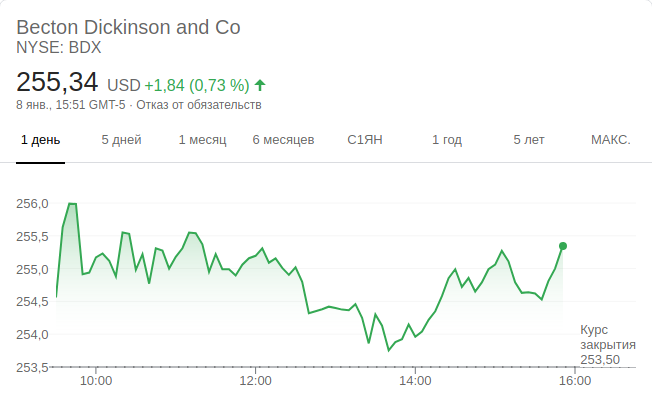 Becton Dickinson and Co
NYSE: BDX
255,34 USD +1,84 (0,73 %)
8 янв., 15:51 GMT-5 · Отказ от обязательств
1 день 5 дней 1 месяц 6 месяцев С1ЯН 1 год 5 лет МАКС.
256,0
255,5
255,0
254,5
254,0
253,5
Курс
закрытия
253,50
10:00 12:00 14:00 16:00